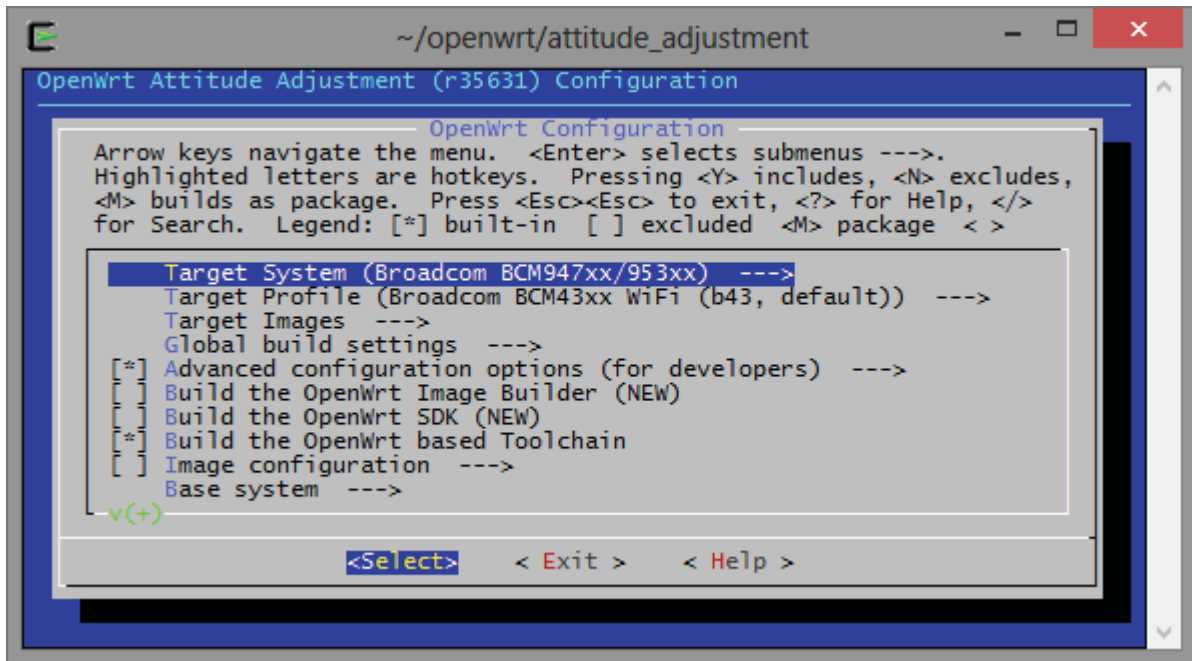 ~/openwrt/attitude_adjustment
OpenWrt Attitude Adjustment (r35631) Configuration
OpenWrt Configuration
Arrow keys navigate the menu.  <Enter> selects submenus --->.
Highlighted letters are hotkeys.  Pressing <Y> includes, <N> excludes,
<M> builds as package.  Press <Esc><Esc> to exit, <?> for Help, </>
for Search.  Legend: [*] built-in  [ ] excluded  <M> package  < >
Target System (Broadcom BCM947xx/953xx)  --->
Target Profile (Broadcom BCM43xx WiFi (b43, default))  --->
Target Images  --->
Global build settings  --->
[*] Advanced configuration options (for developers)  --->
[ ] Build the OpenWrt Image Builder (NEW)
[ ] Build the OpenWrt SDK (NEW)
[*] Build the OpenWrt based Toolchain
[ ] Image configuration  --->
Base system  --->
v(+)
<Select>    < Exit >    < Help >